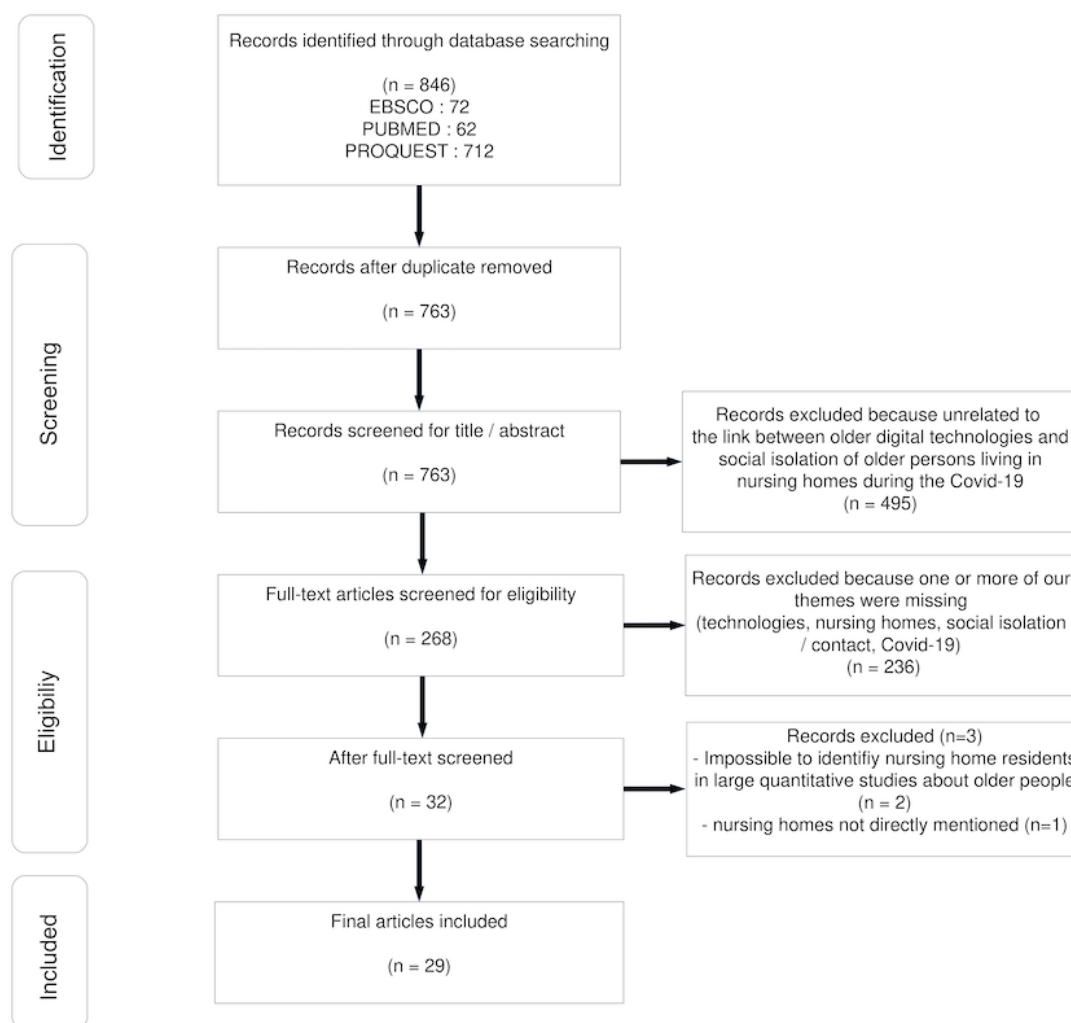 Identification
Records identified through database searching
(n = 846)
EBSCO : 72
PUBMED : 62
PROQUEST : 712
Screening
Records after duplicate removed
(n = 763)
Records screened for title / abstract
(n = 763)
Records excluded because unrelated to
the link between older digital technologies and
social isolation of older persons living in
nursing homes during the Covid-19
(n = 495)
Eligibiliy
Full-text articles screened for eligibility
(n = 268)
Records excluded because one or more of our
themes were missing
(technologies, nursing homes, social isolation
/ contact, Covid-19)
(n = 236)
After full-text screened
(n = 32)
Records excluded (n=3)
- Impossible to identifiy nursing home residents
in large quantitative studies about older people
(n = 2)
- nursing homes not directly mentioned (n=1)
Included
Final articles included
(n = 29)